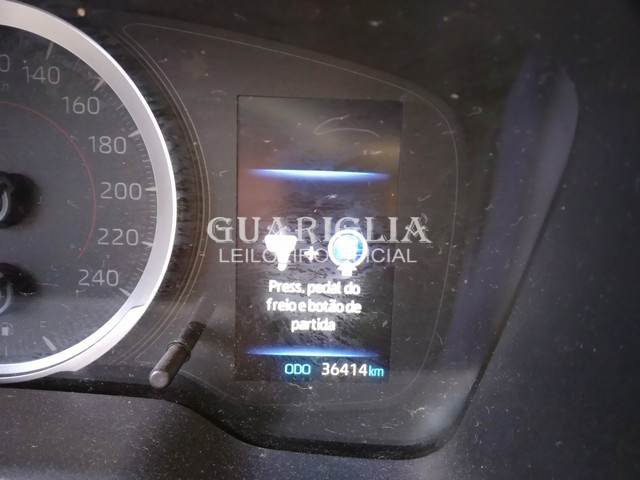 140
160
180
200
220
240
GUARIGLIA
LEILOEIRO OFICIAL
Press. pedal do
freio e botão de
partida
ODO 36414 km